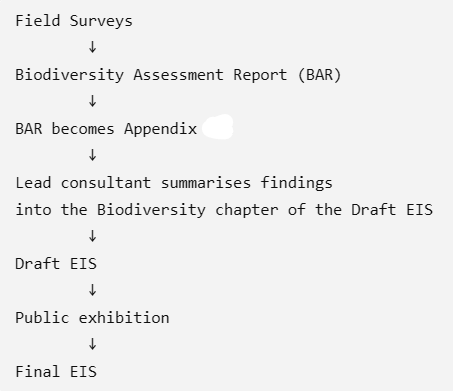 Field Surveys
↓
Biodiversity Assessment Report (BAR)
↓
BAR becomes Appendix
↓
Lead consultant summarises findings
into the Biodiversity chapter of the Draft EIS
↓
Draft EIS
↓
Public exhibition
↓
Final EIS